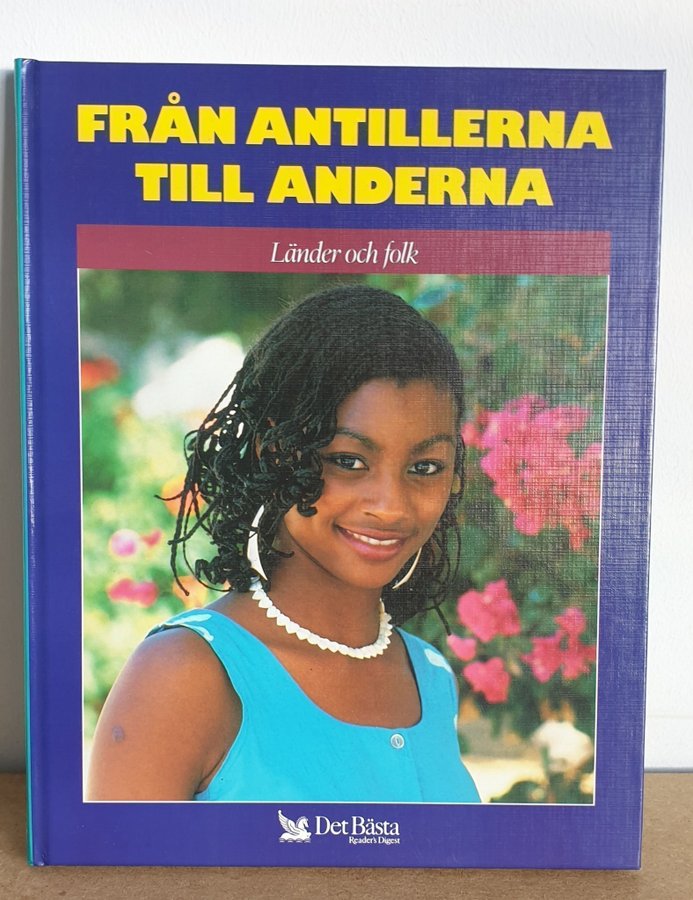 FRÅN ANTILLERNA
TILL ANDERNA
Länder och folk
Det Bästa
Reader's Digest